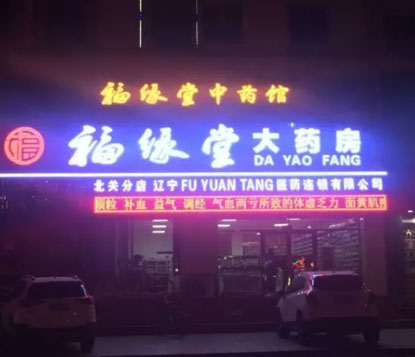 福缘堂中药馆
福缘堂大药房
DA YAO FANG
北关分店 辽宁FU YUAN TANG医药连锁有限公司
颗粒 补血 益气 调经 气血两亏所致的体虚乏力 面黄肌